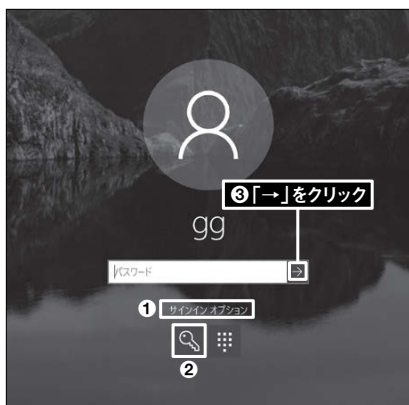 ❸「→」をクリック
gg
パスワード
→
❶ サインイン オプション
❷